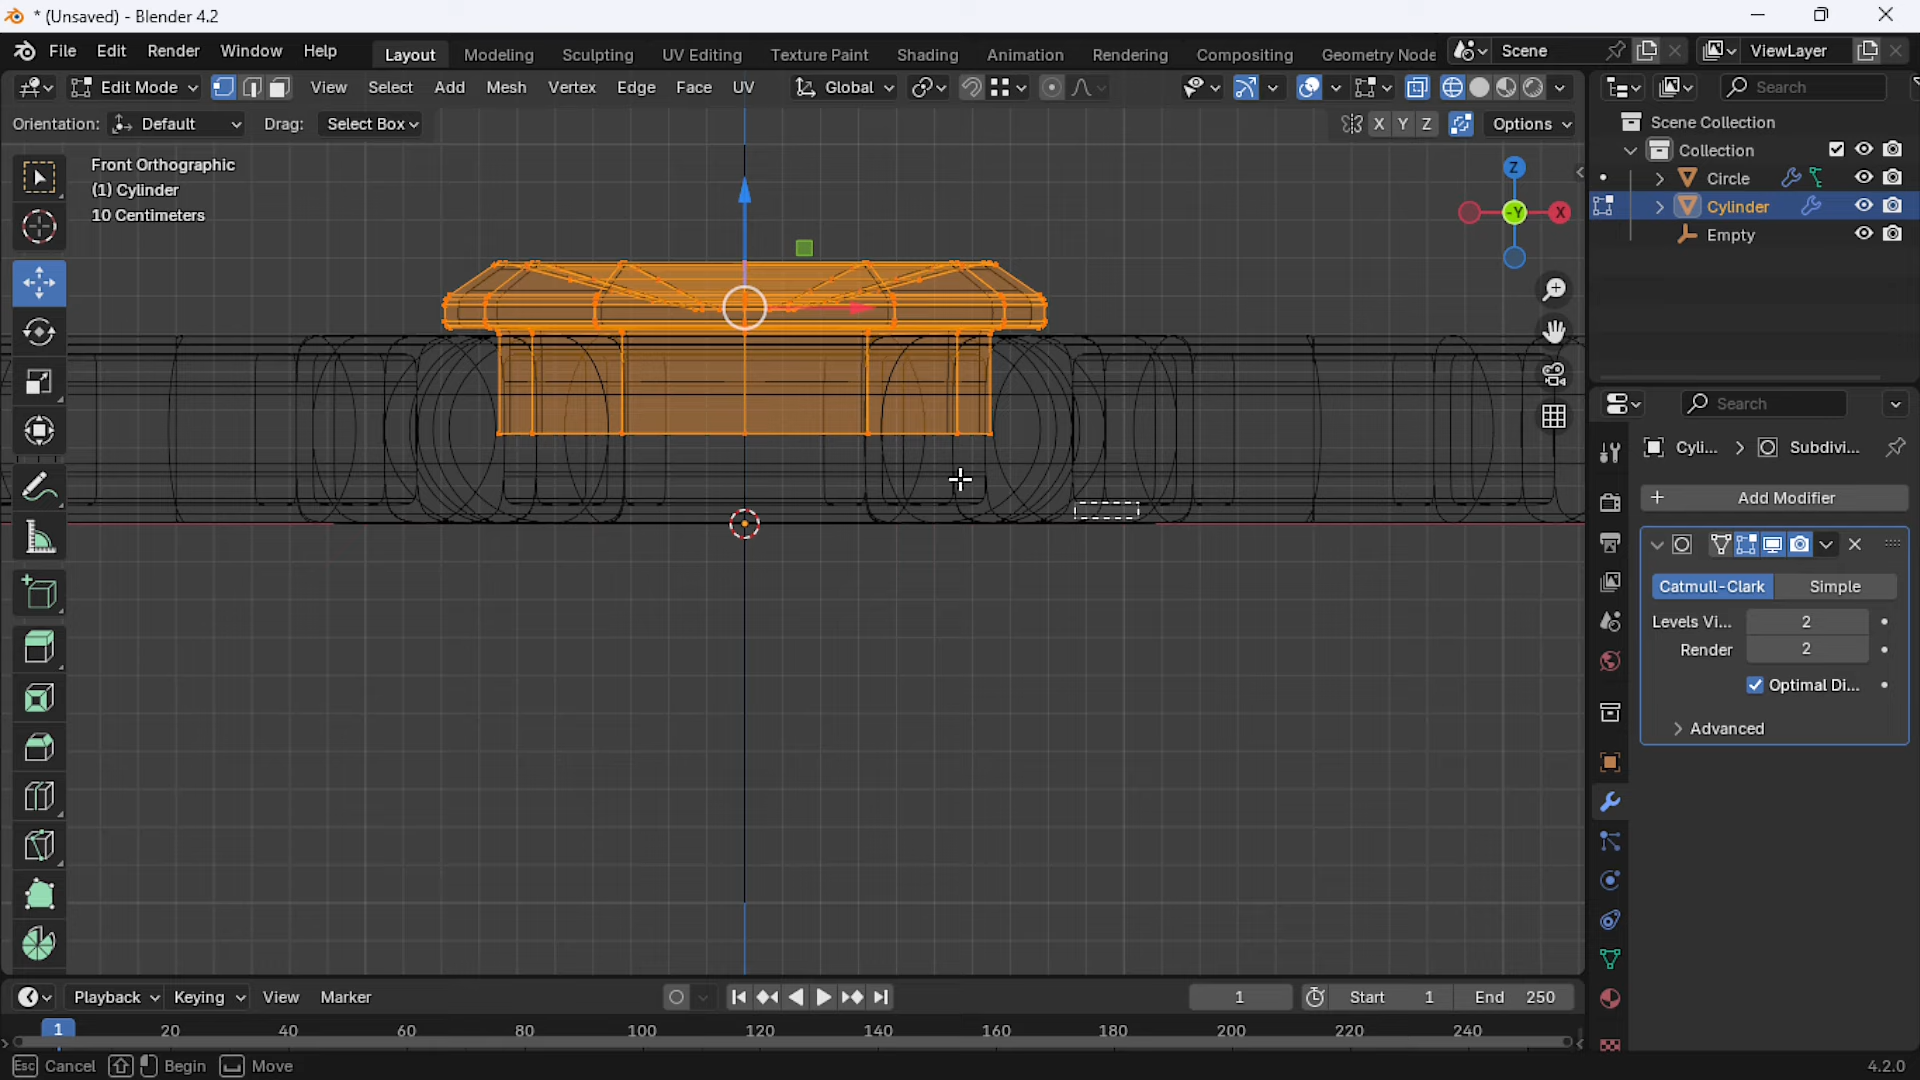 * (Unsaved) - Blender 4.2
File Edit Render Window Help
Layout Modeling Sculpting UV Editing Texture Paint Shading Animation Rendering Compositing Geometry Node
Scene
ViewLayer
Edit Mode
View Select Add Mesh Vertex Edge Face UV
Global
Search
Orientation: Default Drag: Select Box
X Y Z Options
Front Orthographic
(1) Cylinder
10 Centimeters
Z
-Y
X
Scene Collection
Collection
Circle
Cylinder
Empty
Search
Cyli... > Subdivi...
+ Add Modifier
Catmull-Clark Simple
Levels Vi... 2
Render 2
Optimal Di...
Advanced
Playback Keying View Marker
1 Start 1 End 250
1 20 40 60 80 100 120 140 160 180 200 220 240
Esc Cancel Begin Move
4.2.0